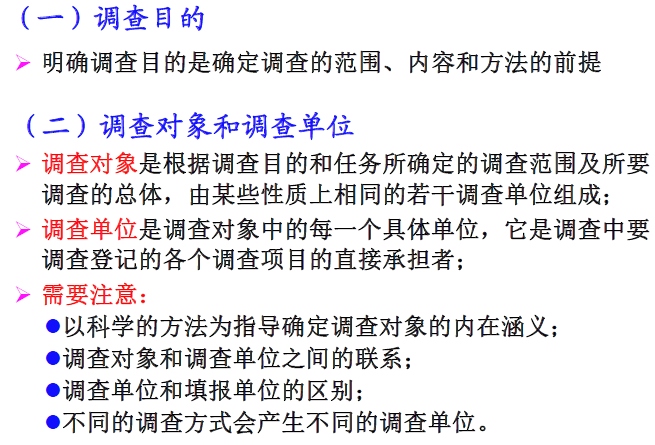 （一）调查目的
明确调查目的是确定调查的范围、内容和方法的前提
（二）调查对象和调查单位
调查对象是根据调查目的和任务所确定的调查范围及所要
调查的总体，由某些性质上相同的若干调查单位组成；
调查单位是调查对象中的每一个具体单位，它是调查中要
调查登记的各个调查项目的直接承担者；
需要注意：
●以科学的方法为指导确定调查对象的内在涵义；
●调查对象和调查单位之间的联系；
●调查单位和填报单位的区别；
●不同的调查方式会产生不同的调查单位。